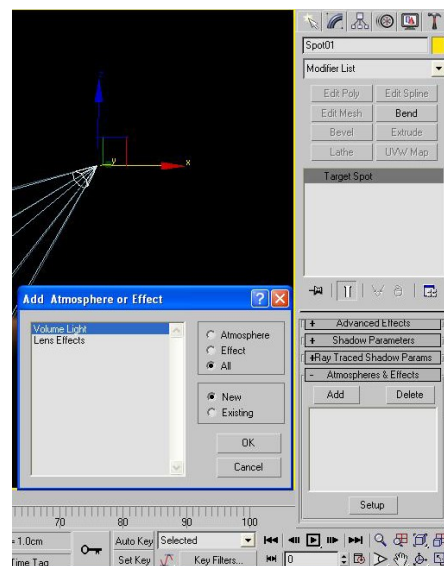 Spot01
Modifier List
Edit Poly
Edit Spline
Edit Mesh
Bend
Bevel
Extrude
Lathe
UVW Map
Target Spot
y
x
Add Atmosphere or Effect
Volume Light
Lens Effects
Atmosphere
Effect
All
New
Existing
OK
Cancel
+ Advanced Effects
+ Shadow Parameters
+Ray Traced Shadow Params
- Atmospheres & Effects
Add
Delete
Setup
70
80
90
100
= 1.0cm
Auto Key
Selected
Time Tag
Set Key
Key Filters...
0